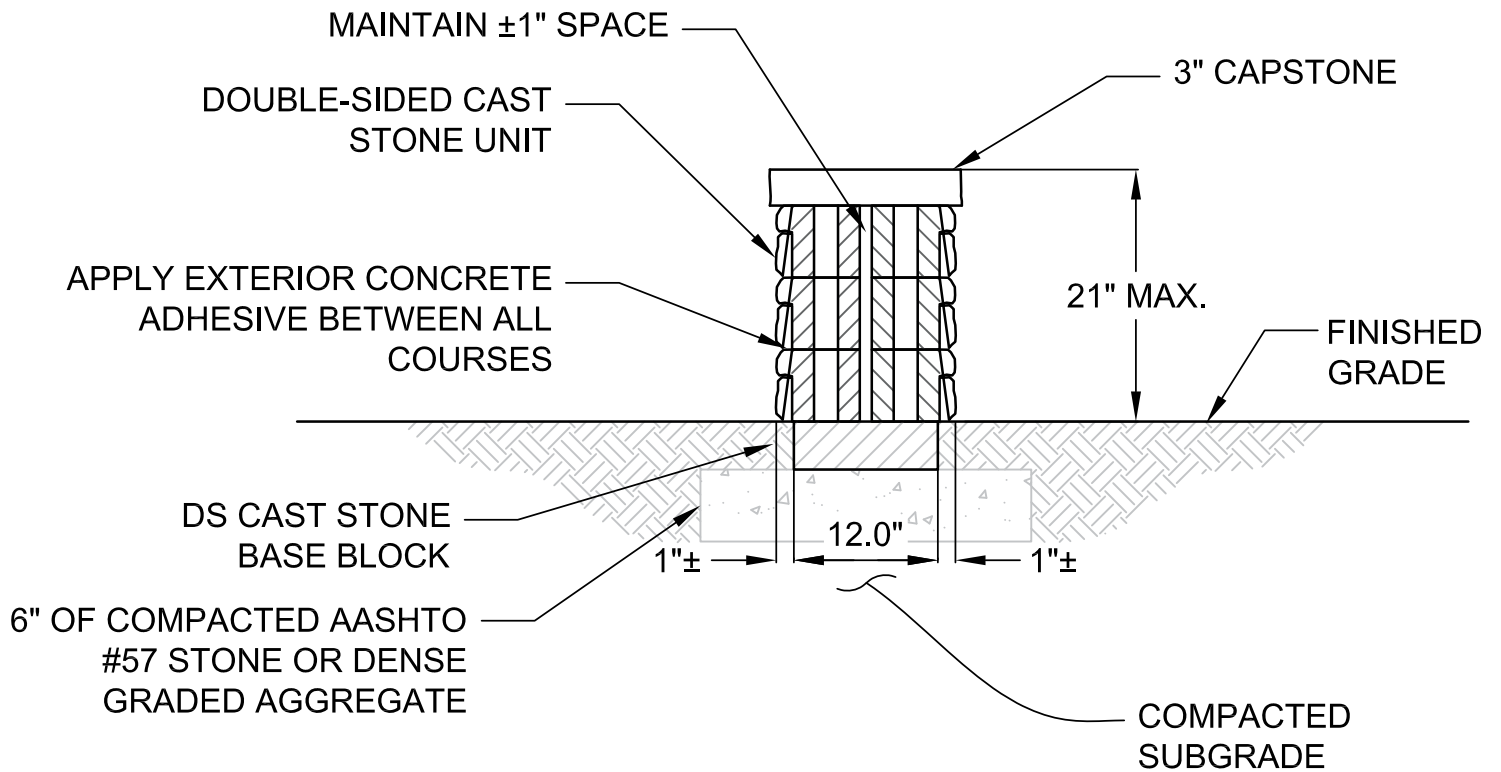 MAINTAIN ±1" SPACE
3" CAPSTONE
DOUBLE-SIDED CAST
STONE UNIT
APPLY EXTERIOR CONCRETE
ADHESIVE BETWEEN ALL
COURSES
21" MAX.
FINISHED
GRADE
DS CAST STONE
BASE BLOCK
12.0"
1"±
1"±
6" OF COMPACTED AASHTO
#57 STONE OR DENSE
GRADED AGGREGATE
COMPACTED
SUBGRADE